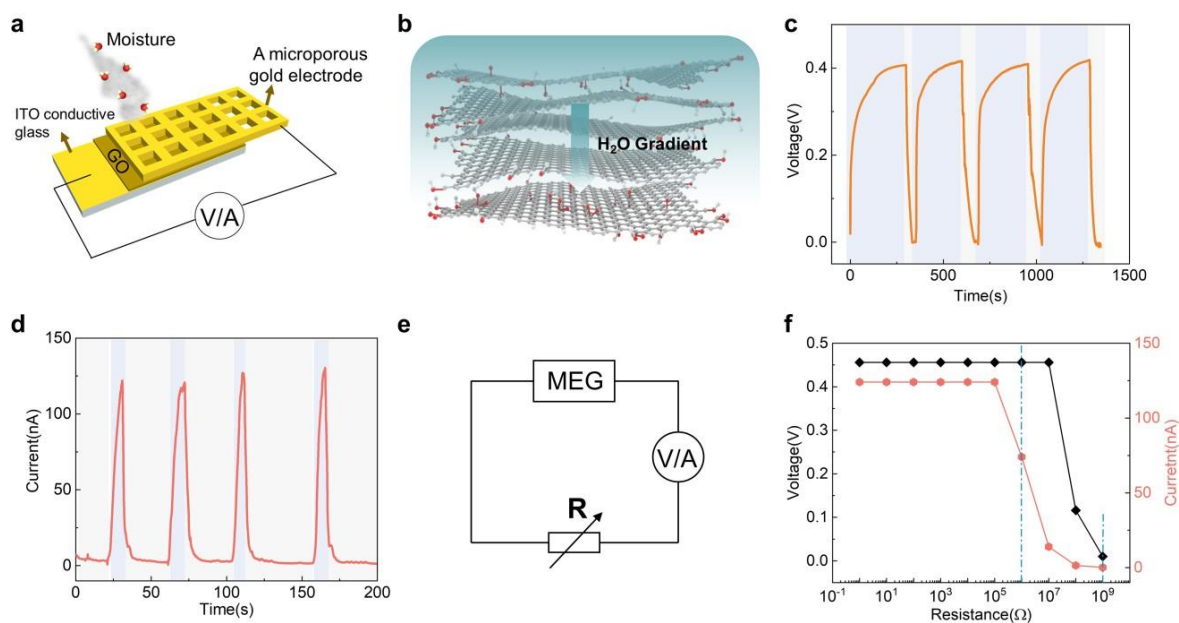 a
Moisture
A microporous
gold electrode
ITO conductive
glass
GO
V/A
b
H₂O Gradient
c
Voltage(V)
0.4
0.2
0.0
0
500
1000
1500
Time(s)
d
Currtent(nA)
150
100
50
0
0
50
100
150
200
Time(s)
e
MEG
V/A
R
f
Voltage(V)
0.5
0.4
0.3
0.2
0.1
0.0
150
100
50
0
Curretnt(nA)
10⁻¹ 10¹ 10³ 10⁵ 10⁷ 10⁹
Resistance(Ω)